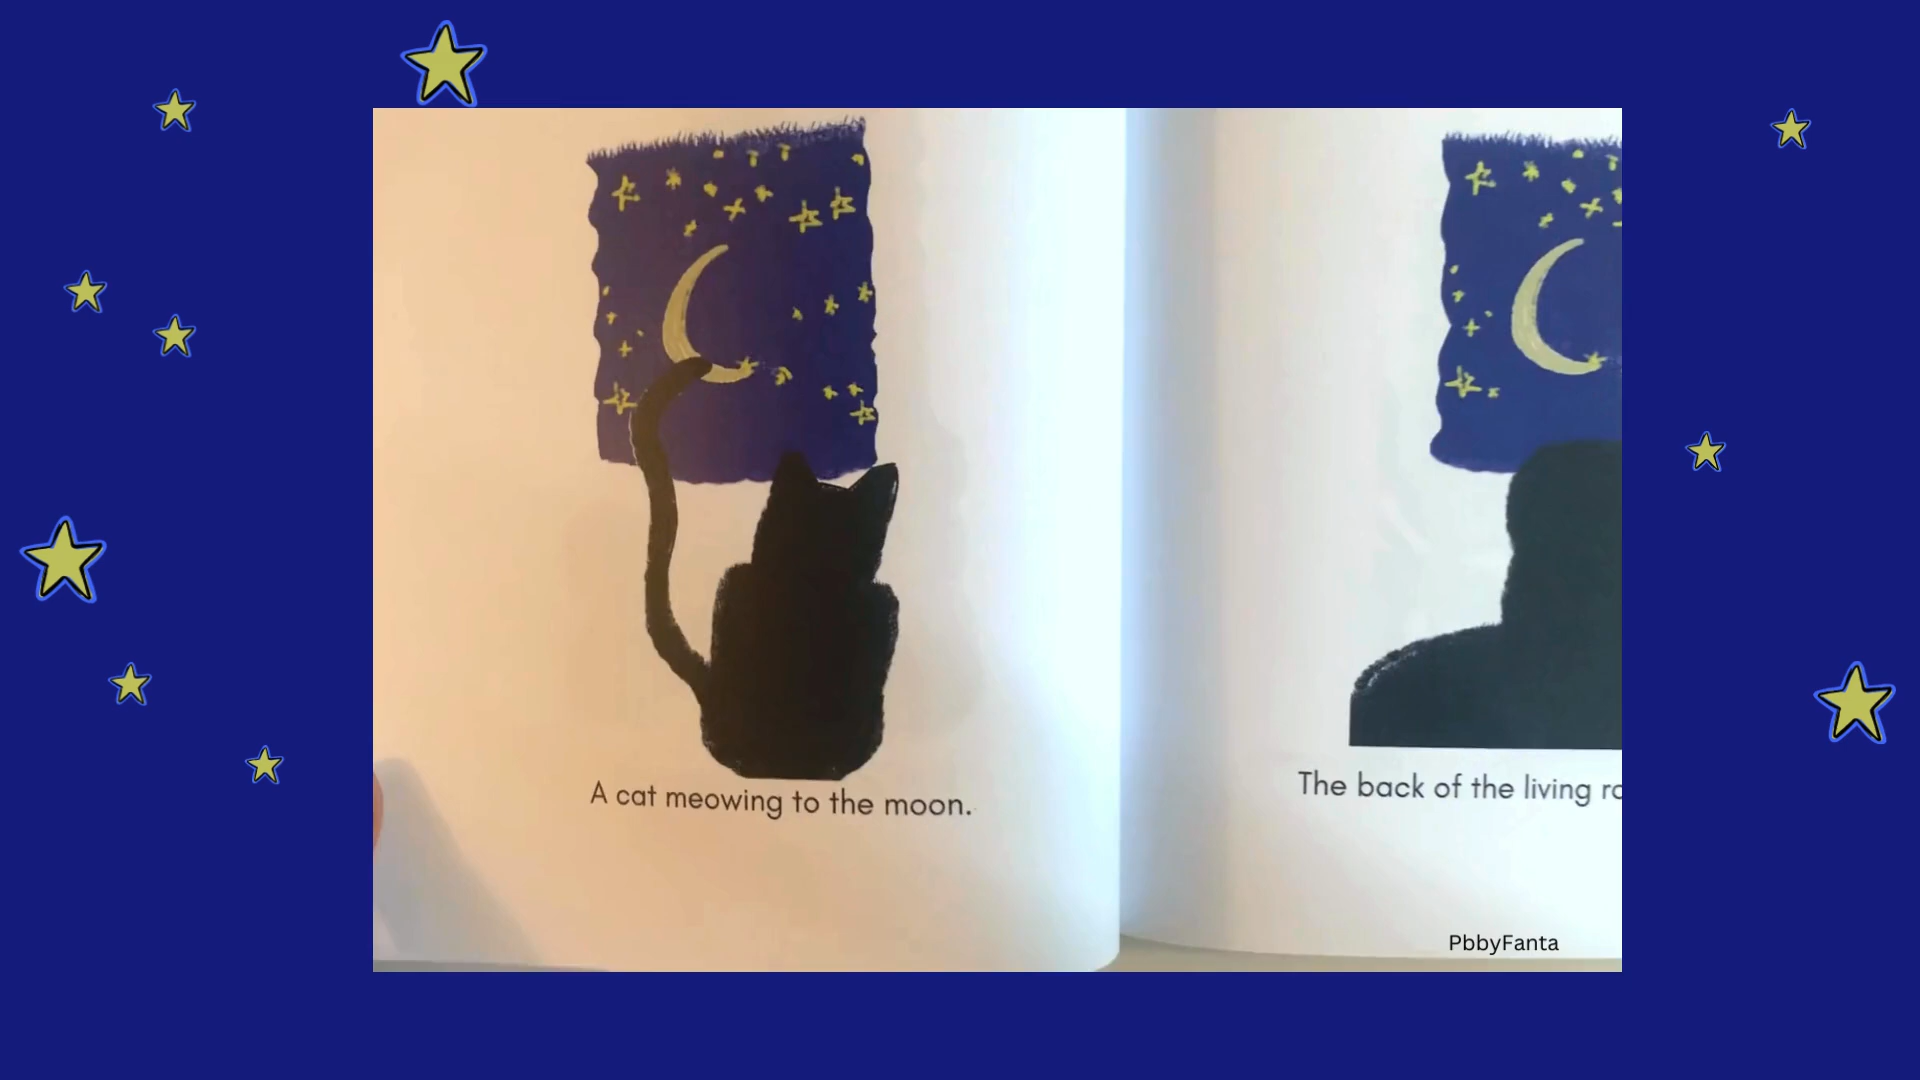 A cat meowing to the moon.
The back of the living
PbbyFanta